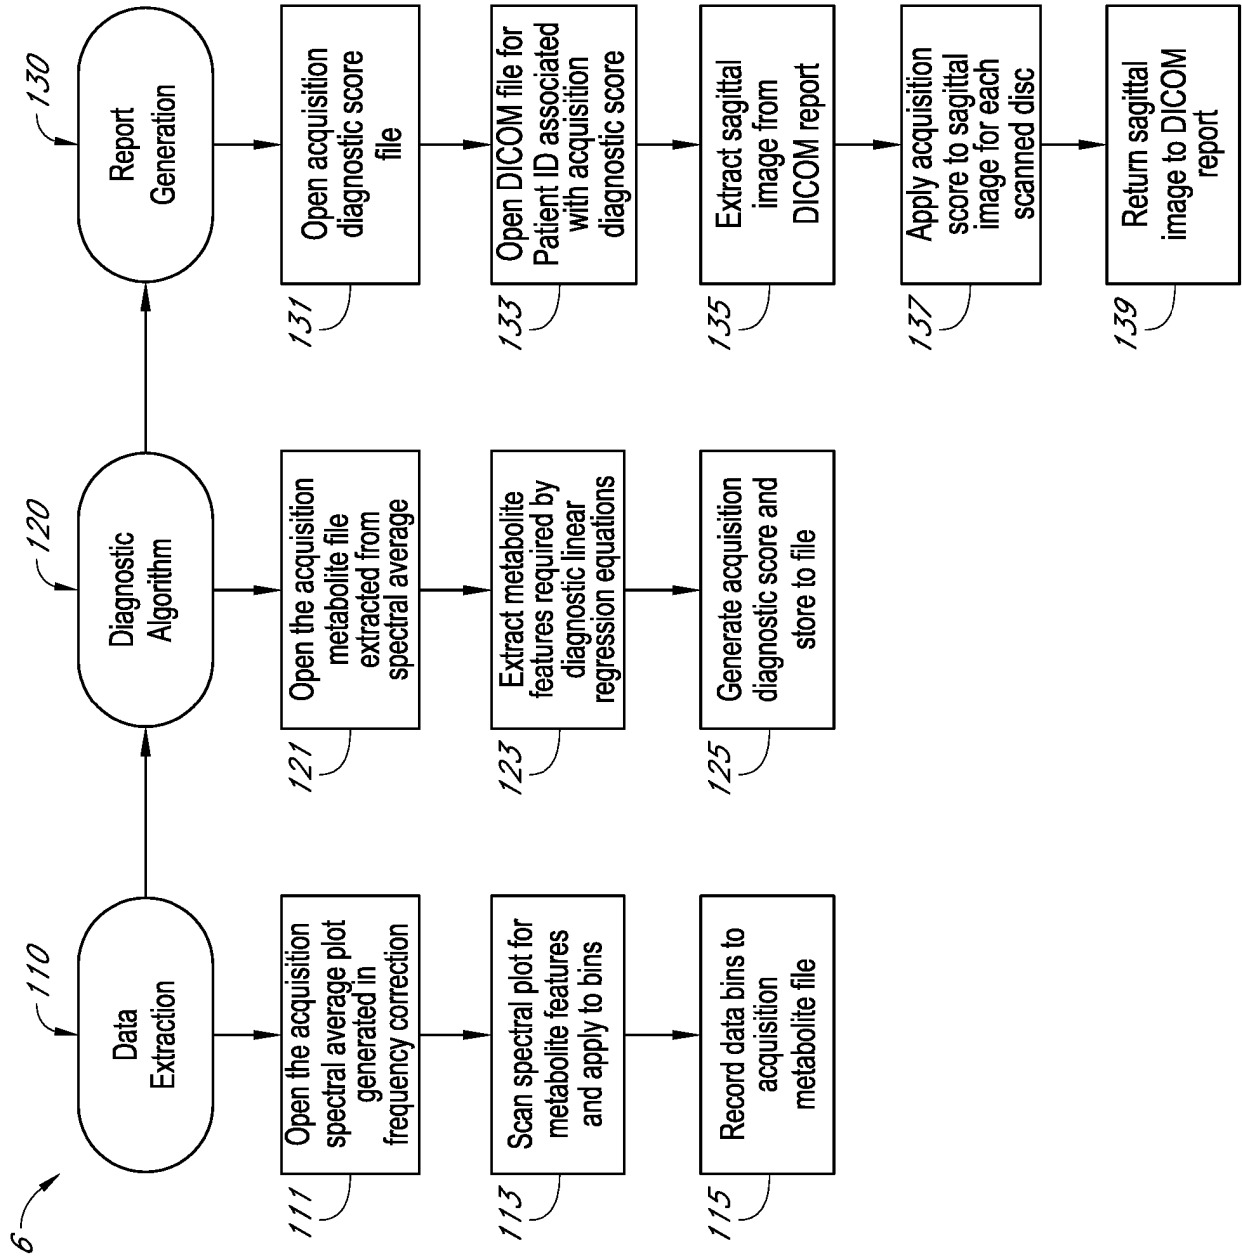 6
110
Data
Extraction
111
Open the acquisition
spectral average plot
generated in
frequency correction
113
Scan spectral plot for
metabolite features
and apply to bins
115
Record data bins to
acquisition
metabolite file
120
Diagnostic
Algorithm
121
Open the acquisition
metabolite file
extracted from
spectral average
123
Extract metabolite
features required by
diagnostic linear
regression equations
125
Generate acquisition
diagnostic score and
store to file
130
Report
Generation
131
Open acquisition
diagnostic score
file
133
Open DICOM file for
Patient ID associated
with acquisition
diagnostic score
135
Extract sagittal
image from
DICOM report
137
Apply acquisition
score to sagittal
image for each
scanned disc
139
Return sagittal
image to DICOM
report